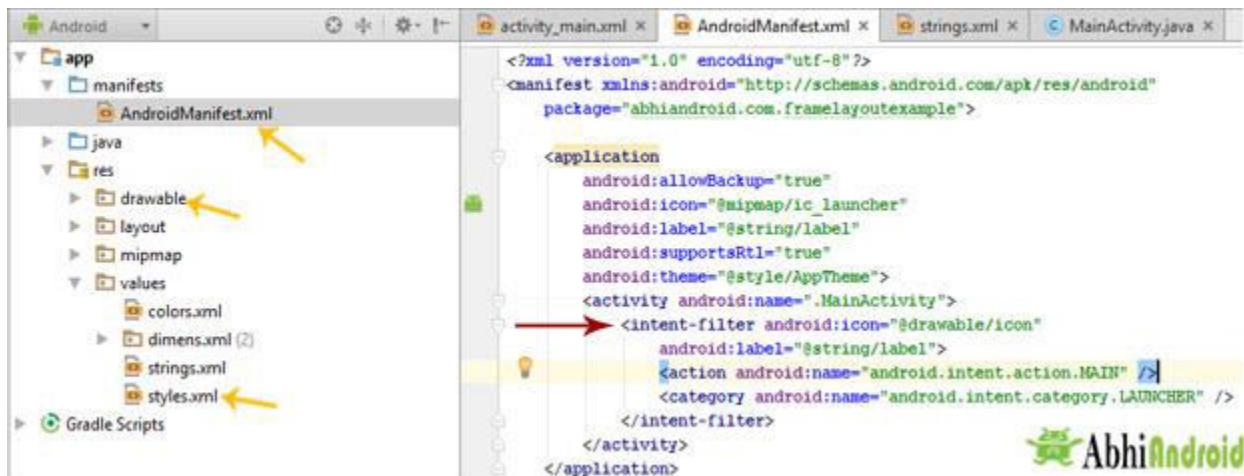 Android
app
manifests
AndroidManifest.xml
java
res
drawable
layout
mipmap
values
colors.xml
dimens.xml (2)
strings.xml
styles.xml
Gradle Scripts
activity_main.xml × AndroidManifest.xml × strings.xml × MainActivity.java ×
<?xml version="1.0" encoding="utf-8"?>
<manifest xmlns:android="http://schemas.android.com/apk/res/android"
package="abhiandroid.com.framelayoutexample">
<application
android:allowBackup="true"
android:icon="@mipmap/ic_launcher"
android:label="@string/label"
android:supportsRtl="true"
android:theme="@style/AppTheme">
<activity android:name=".MainActivity">
<intent-filter android:icon="@drawable/icon"
android:label="@string/label">
<action android:name="android.intent.action.MAIN" />
<category android:name="android.intent.category.LAUNCHER" />
</intent-filter>
</activity>
</application>
AbhiAndroid